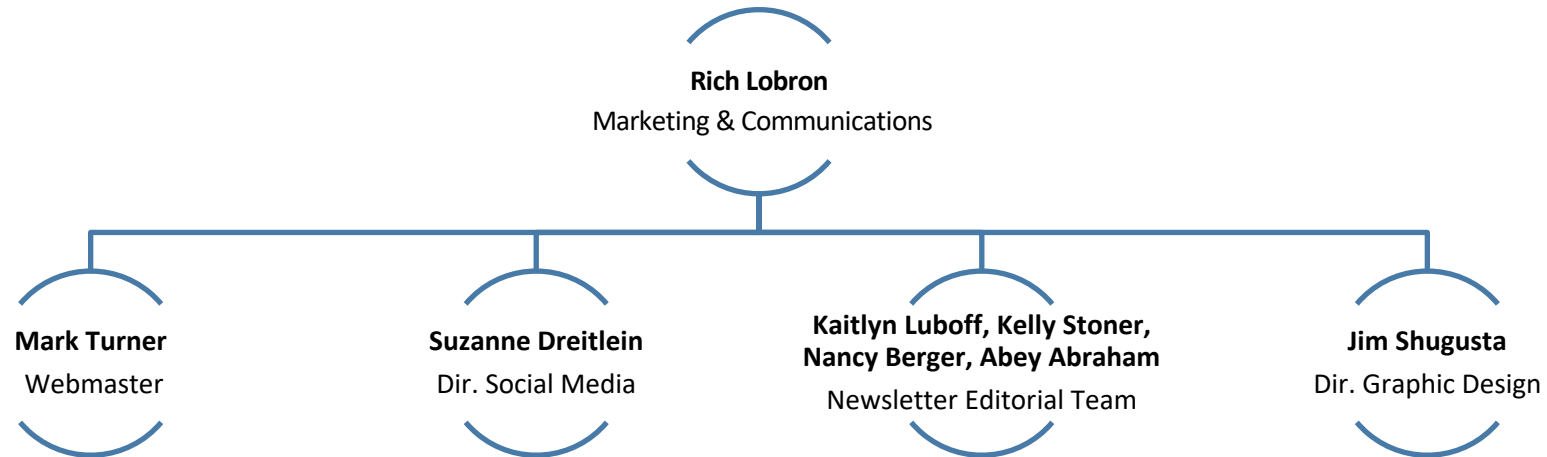 Rich Lobron
Marketing & Communications
Mark Turner
Webmaster
Suzanne Dreitlein
Dir. Social Media
Kaitlyn Luboff, Kelly Stoner,
Nancy Berger, Abey Abraham
Newsletter Editorial Team
Jim Shugusta
Dir. Graphic Design